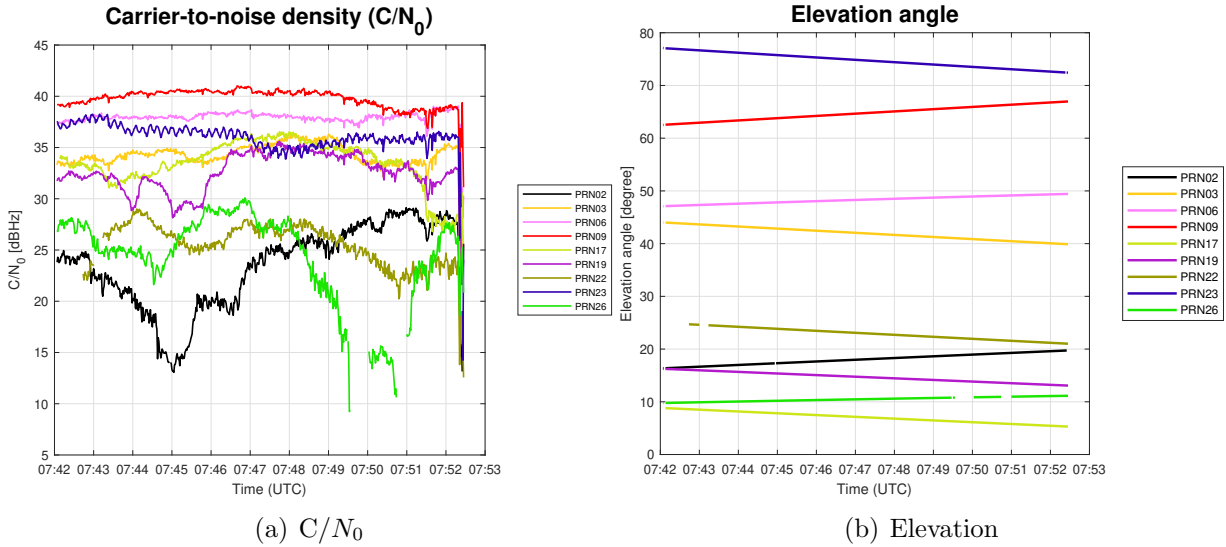 Carrier-to-noise density (C/N0)
45
40
35
30
25
20
15
10
5
C/N0 [dBHz]
07:42 07:43 07:44 07:45 07:46 07:47 07:48 07:49 07:50 07:51 07:52 07:53
Time (UTC)
PRN02
PRN03
PRN06
PRN09
PRN17
PRN19
PRN22
PRN23
PRN26
(a) C/N0
Elevation angle
80
70
60
50
40
30
20
10
0
Elevation angle [degree]
07:42 07:43 07:44 07:45 07:46 07:47 07:48 07:49 07:50 07:51 07:52 07:53
Time (UTC)
PRN02
PRN03
PRN06
PRN09
PRN17
PRN19
PRN22
PRN23
PRN26
(b) Elevation